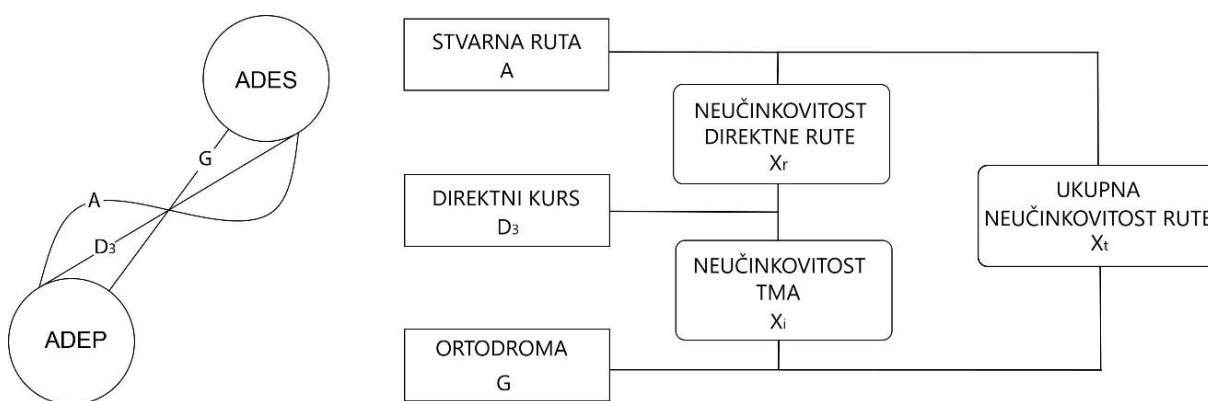 ADES
G
A
D3
ADEP
STVARNA RUTA
A
NEUČINKOVITOST
DIREKTNE RUTE
Xr
DIREKTNI KURS
D3
NEUČINKOVITOST
TMA
Xi
ORTODROMA
G
UKUPNA
NEUČINKOVITOST RUTE
Xt